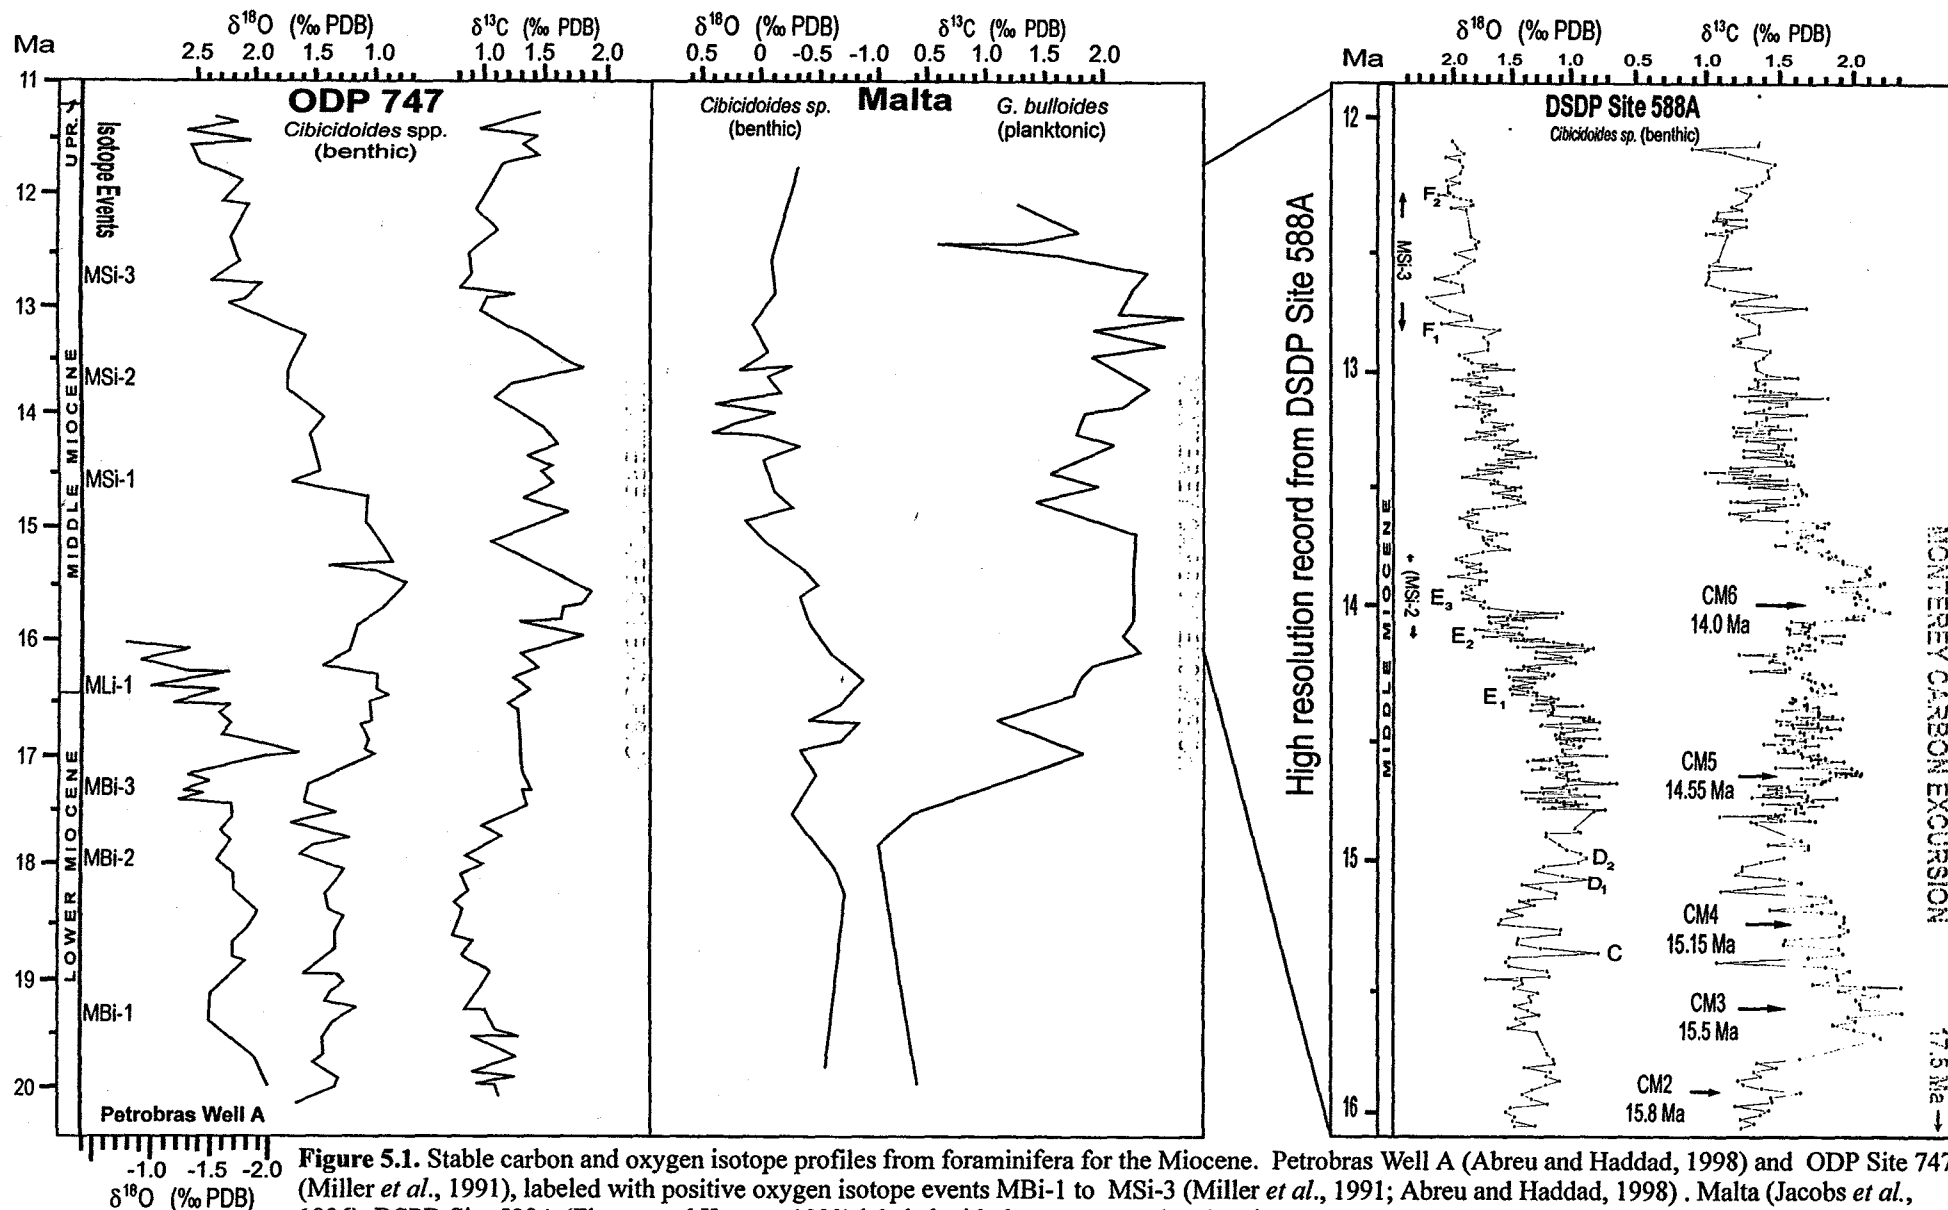 δ¹⁸O (‰ PDB)
2.5 2.0 1.5 1.0
δ¹³C (‰ PDB)
1.0 1.5 2.0
δ¹⁸O (‰ PDB)
0.5 0 -0.5 -1.0
δ¹³C (‰ PDB)
0.5 1.0 1.5 2.0
Ma
11
12
13
14
15
16
17
18
19
20
UPR.
MIDDLE MIOCENE
LOWER MIOCENE
Isotope Events
MSi-3
MSi-2
MSi-1
MLi-1
MBi-3
MBi-2
MBi-1
ODP 747
Cibicidoides spp.
(benthic)
Petrobras Well A
-1.0 -1.5 -2.0
δ¹⁸O (‰ PDB)
Malta
Cibicidoides sp.
(benthic)
G. bulloides
(planktonic)
High resolution record from DSDP Site 588A
δ¹⁸O (‰ PDB)
2.0 1.5 1.0 0.5
δ¹³C (‰ PDB)
1.0 1.5 2.0
Ma
12
13
14
15
16
MIDDLE MIOCENE
DSDP Site 588A
Cibicidoides sp. (benthic)
F₂
MSi-3
F₁
(MSi-2
E₃
E₂
E₁
D₂
D₁
C
CM6
14.0 Ma
CM5
14.55 Ma
CM4
15.15 Ma
CM3
15.5 Ma
CM2
15.8 Ma
MONTEREY CARBON EXCURSION
17.5 Ma
Figure 5.1. Stable carbon and oxygen isotope profiles from foraminifera for the Miocene. Petrobras Well A (Abreu and Haddad, 1998) and ODP Site 747
(Miller et al., 1991), labeled with positive oxygen isotope events MBi-1 to MSi-3 (Miller et al., 1991; Abreu and Haddad, 1998) . Malta (Jacobs et al.,